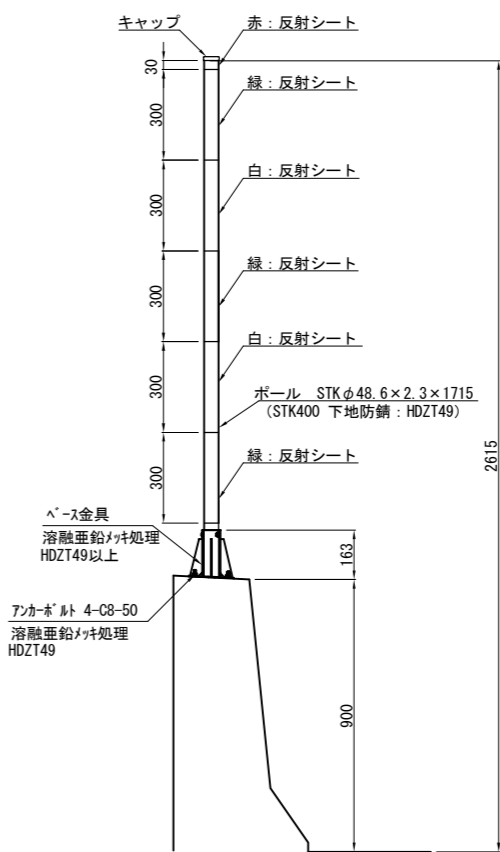 キャップ
赤：反射シート
30
緑：反射シート
300
白：反射シート
300
緑：反射シート
300
白：反射シート
300
ポール STKφ48.6×2.3×1715
（STK400 下地防錆：HDZT49）
緑：反射シート
300
2615
ベース金具
溶融亜鉛メッキ処理
HDZT49以上
163
アンカーボルト 4-C8-50
溶融亜鉛メッキ処理
HDZT49
900